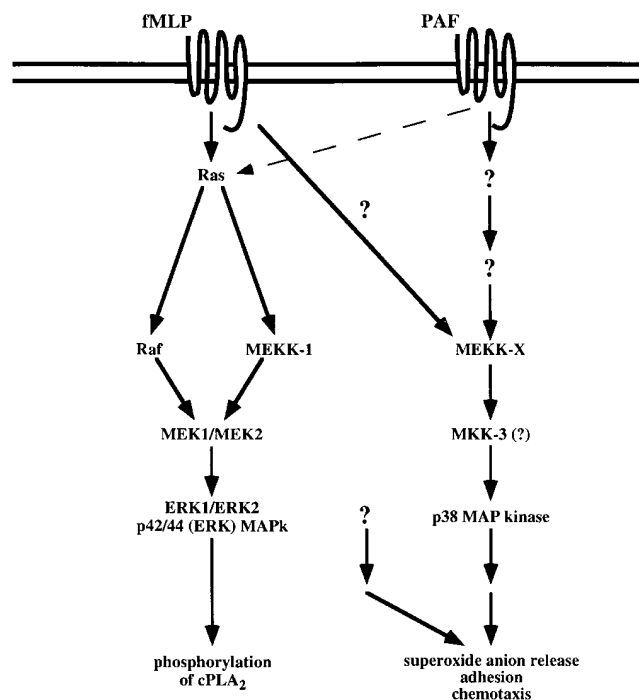 fMLP
PAF
Ras
?
?
?
Raf
MEKK-1
MEKK-X
MEK1/MEK2
MKK-3 (?)
ERK1/ERK2
p42/44 (ERK) MAPk
?
p38 MAP kinase
phosphorylation
of cPLA₂
superoxide anion release
adhesion
chemotaxis